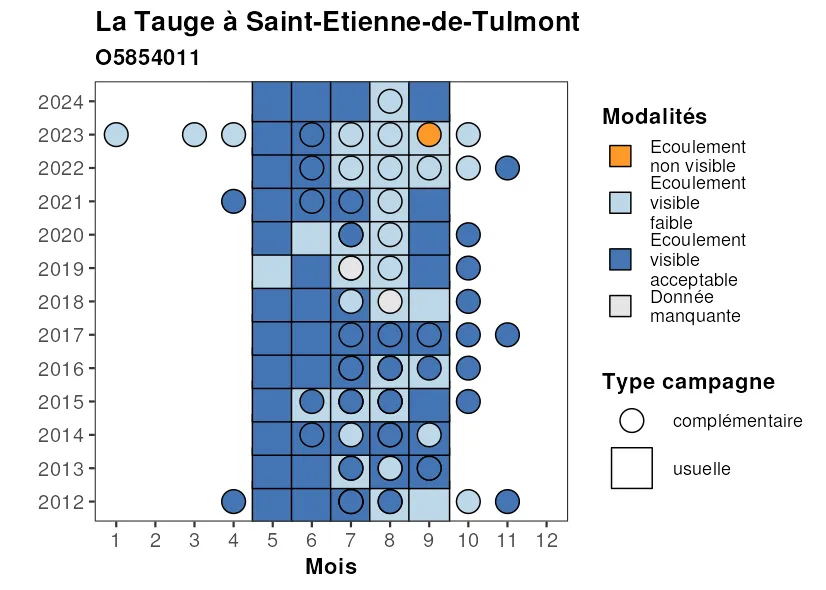 La Tauge à Saint-Etienne-de-Tulmont
O5854011
2024
2023
2022
2021
2020
2019
2018
2017
2016
2015
2014
2013
2012
1 2 3 4 5 6 7 8 9 10 11 12
Mois
Modalités
Ecoulement
non visible
Ecoulement
visible
faible
Ecoulement
visible
acceptable
Donnée
manquante
Type campagne
complémentaire
usuelle